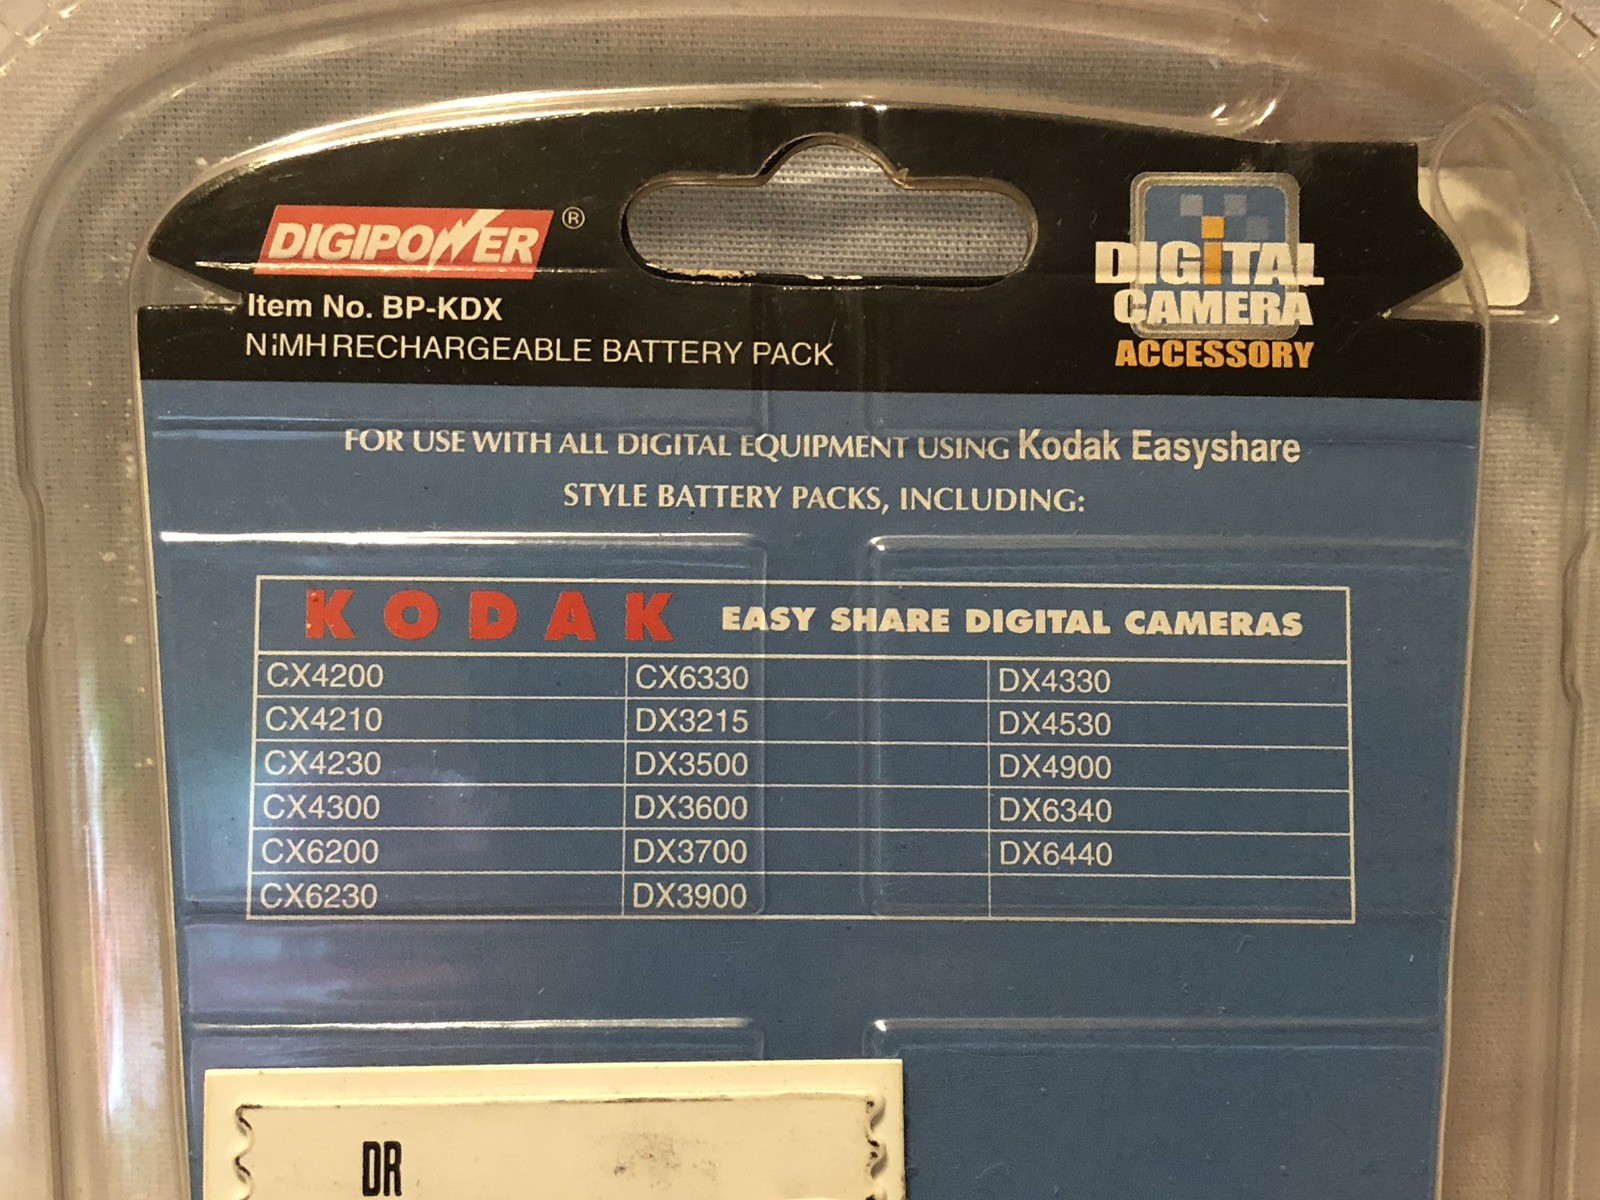 DIGIPOWER®
Item No. BP-KDX
NiMH RECHARGEABLE BATTERY PACK
DIGITAL
CAMERA
ACCESSORY
FOR USE WITH ALL DIGITAL EQUIPMENT USING Kodak Easyshare
STYLE BATTERY PACKS, INCLUDING:
KODAK EASY SHARE DIGITAL CAMERAS
CX4200 CX6330 DX4330
CX4210 DX3215 DX4530
CX4230 DX3500 DX4900
CX4300 DX3600 DX6340
CX6200 DX3700 DX6440
CX6230 DX3900
DR